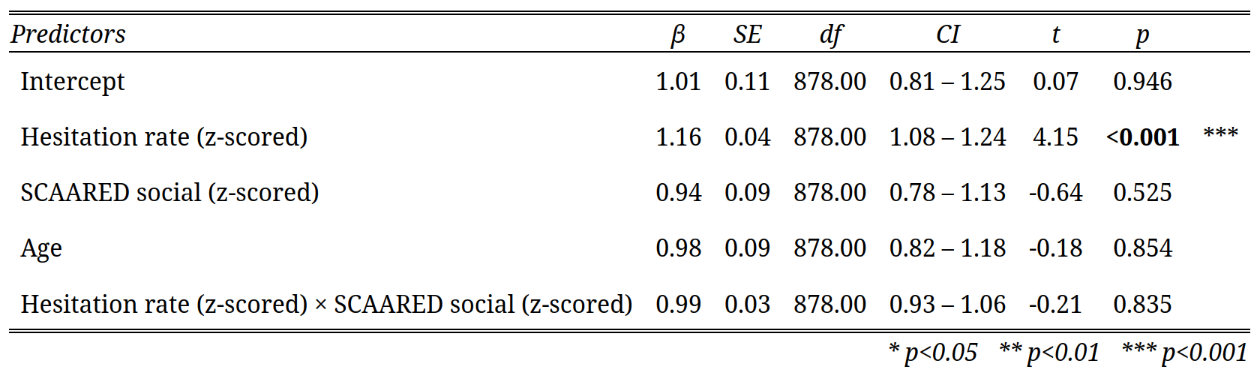 Predictors β SE df CI t p
Intercept 1.01 0.11 878.00 0.81 – 1.25 0.07 0.946
Hesitation rate (z-scored) 1.16 0.04 878.00 1.08 – 1.24 4.15 <0.001 ***
SCAARED social (z-scored) 0.94 0.09 878.00 0.78 – 1.13 -0.64 0.525
Age 0.98 0.09 878.00 0.82 – 1.18 -0.18 0.854
Hesitation rate (z-scored) × SCAARED social (z-scored) 0.99 0.03 878.00 0.93 – 1.06 -0.21 0.835
* p<0.05 ** p<0.01 *** p<0.001